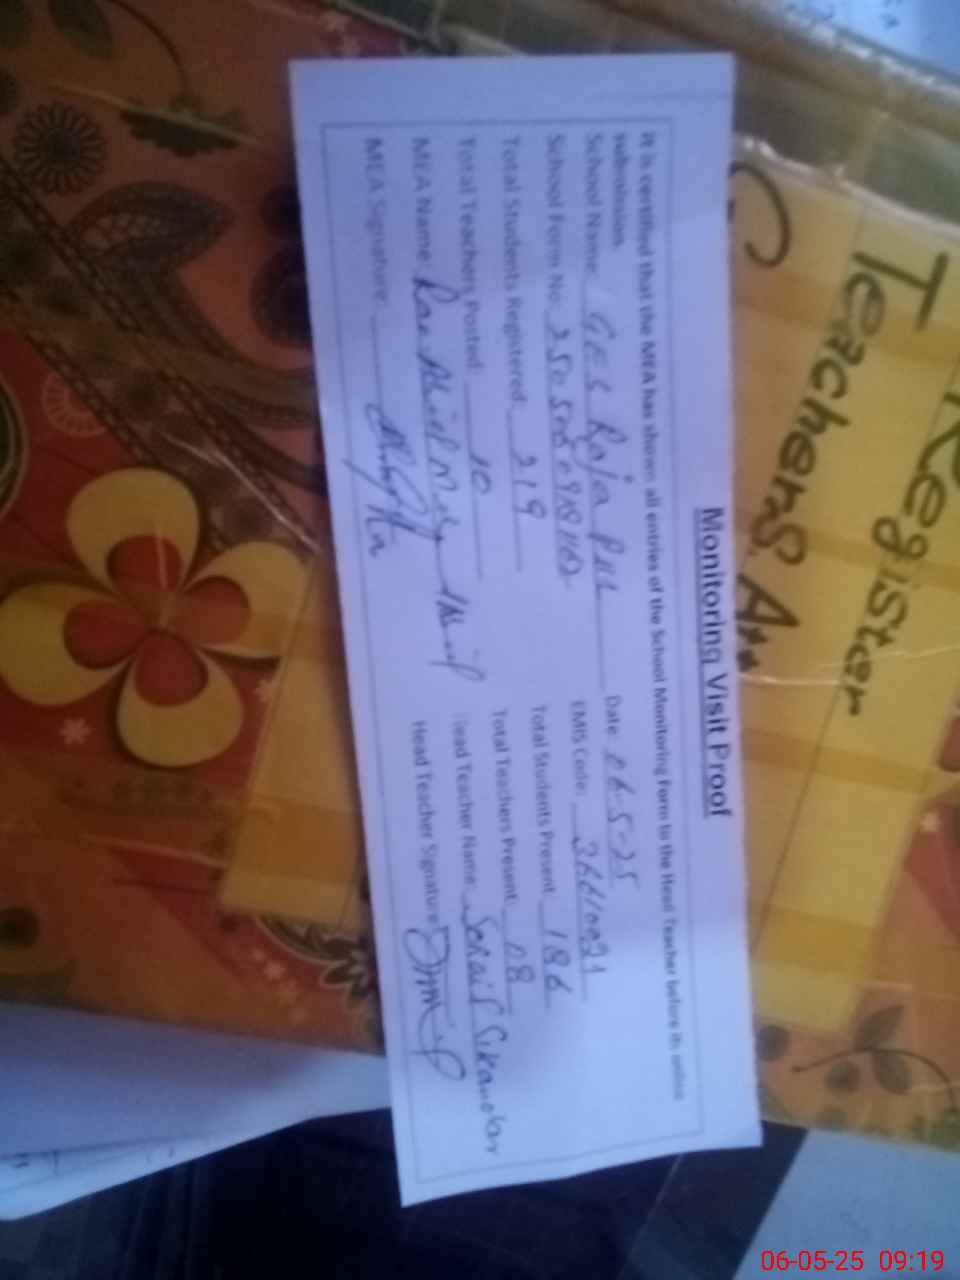 Monitoring Visit Proof
It is certified that the MEA has shown all entries of the School Monitoring Form to the Head Teacher before its online
submission.
School Name: GES Raja Pur Date 06-5-25
School Form No. EMIS Code:
Total Students Registered: 219 Total Students Present: 186
Total Teachers Posted: 10 Total Teachers Present: 08
MEA Name: Head Teacher Name: Sohail Sikandar
MEA Signature Head Teacher Signature
Register
Teachers A**
06-05-25 09:19